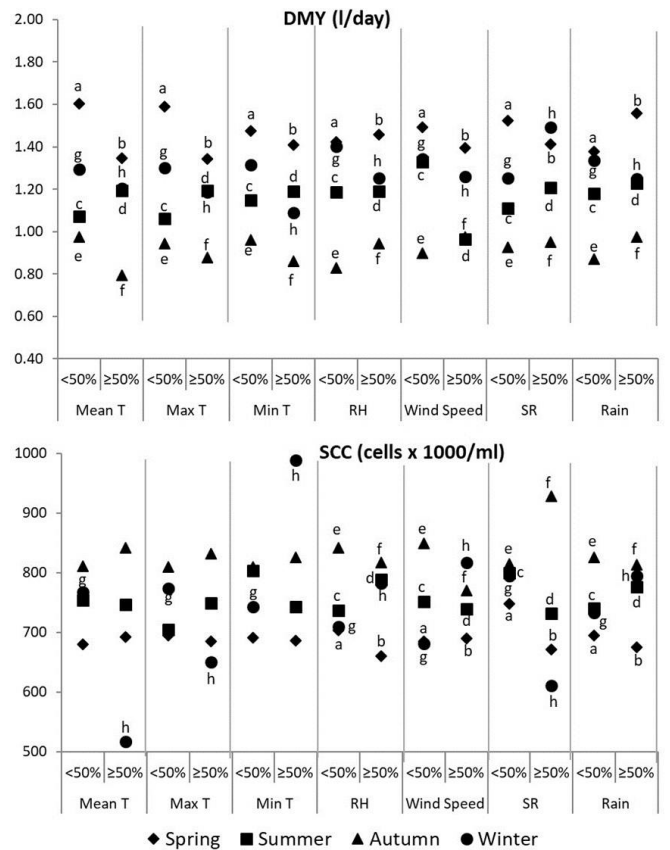 DMY (l/day)
2.00
1.80
1.60
1.40
1.20
1.00
0.80
0.60
0.40
a g c e b h d f
a g c e b d h f
a g c e b d h f
a g c e b h d f
a g c e b h f d
a g c e h b d f
a g c e b h d f
<50% ≥50% <50% ≥50% <50% ≥50% <50% ≥50% <50% ≥50% <50% ≥50% <50% ≥50%
Mean T Max T Min T RH Wind Speed SR Rain
SCC (cells x 1000/ml)
1000
900
800
700
600
500
g h
g h
g h
e c g a f d h b
e c a g h f d b
e c g a f d b h
e c g a f h d b
<50% ≥50% <50% ≥50% <50% ≥50% <50% ≥50% <50% ≥50% <50% ≥50% <50% ≥50%
Mean T Max T Min T RH Wind Speed SR Rain
Spring Summer Autumn Winter